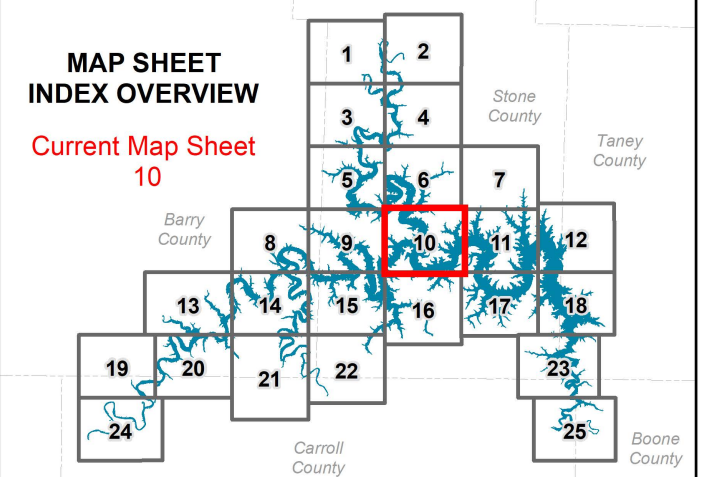 MAP SHEET
INDEX OVERVIEW
Current Map Sheet
10
1
2
3
4
Stone
County
Taney
County
5
6
7
Barry
County
8
9
10
11
12
13
14
15
16
17
18
19
20
21
22
23
24
25
Carroll
County
Boone
County